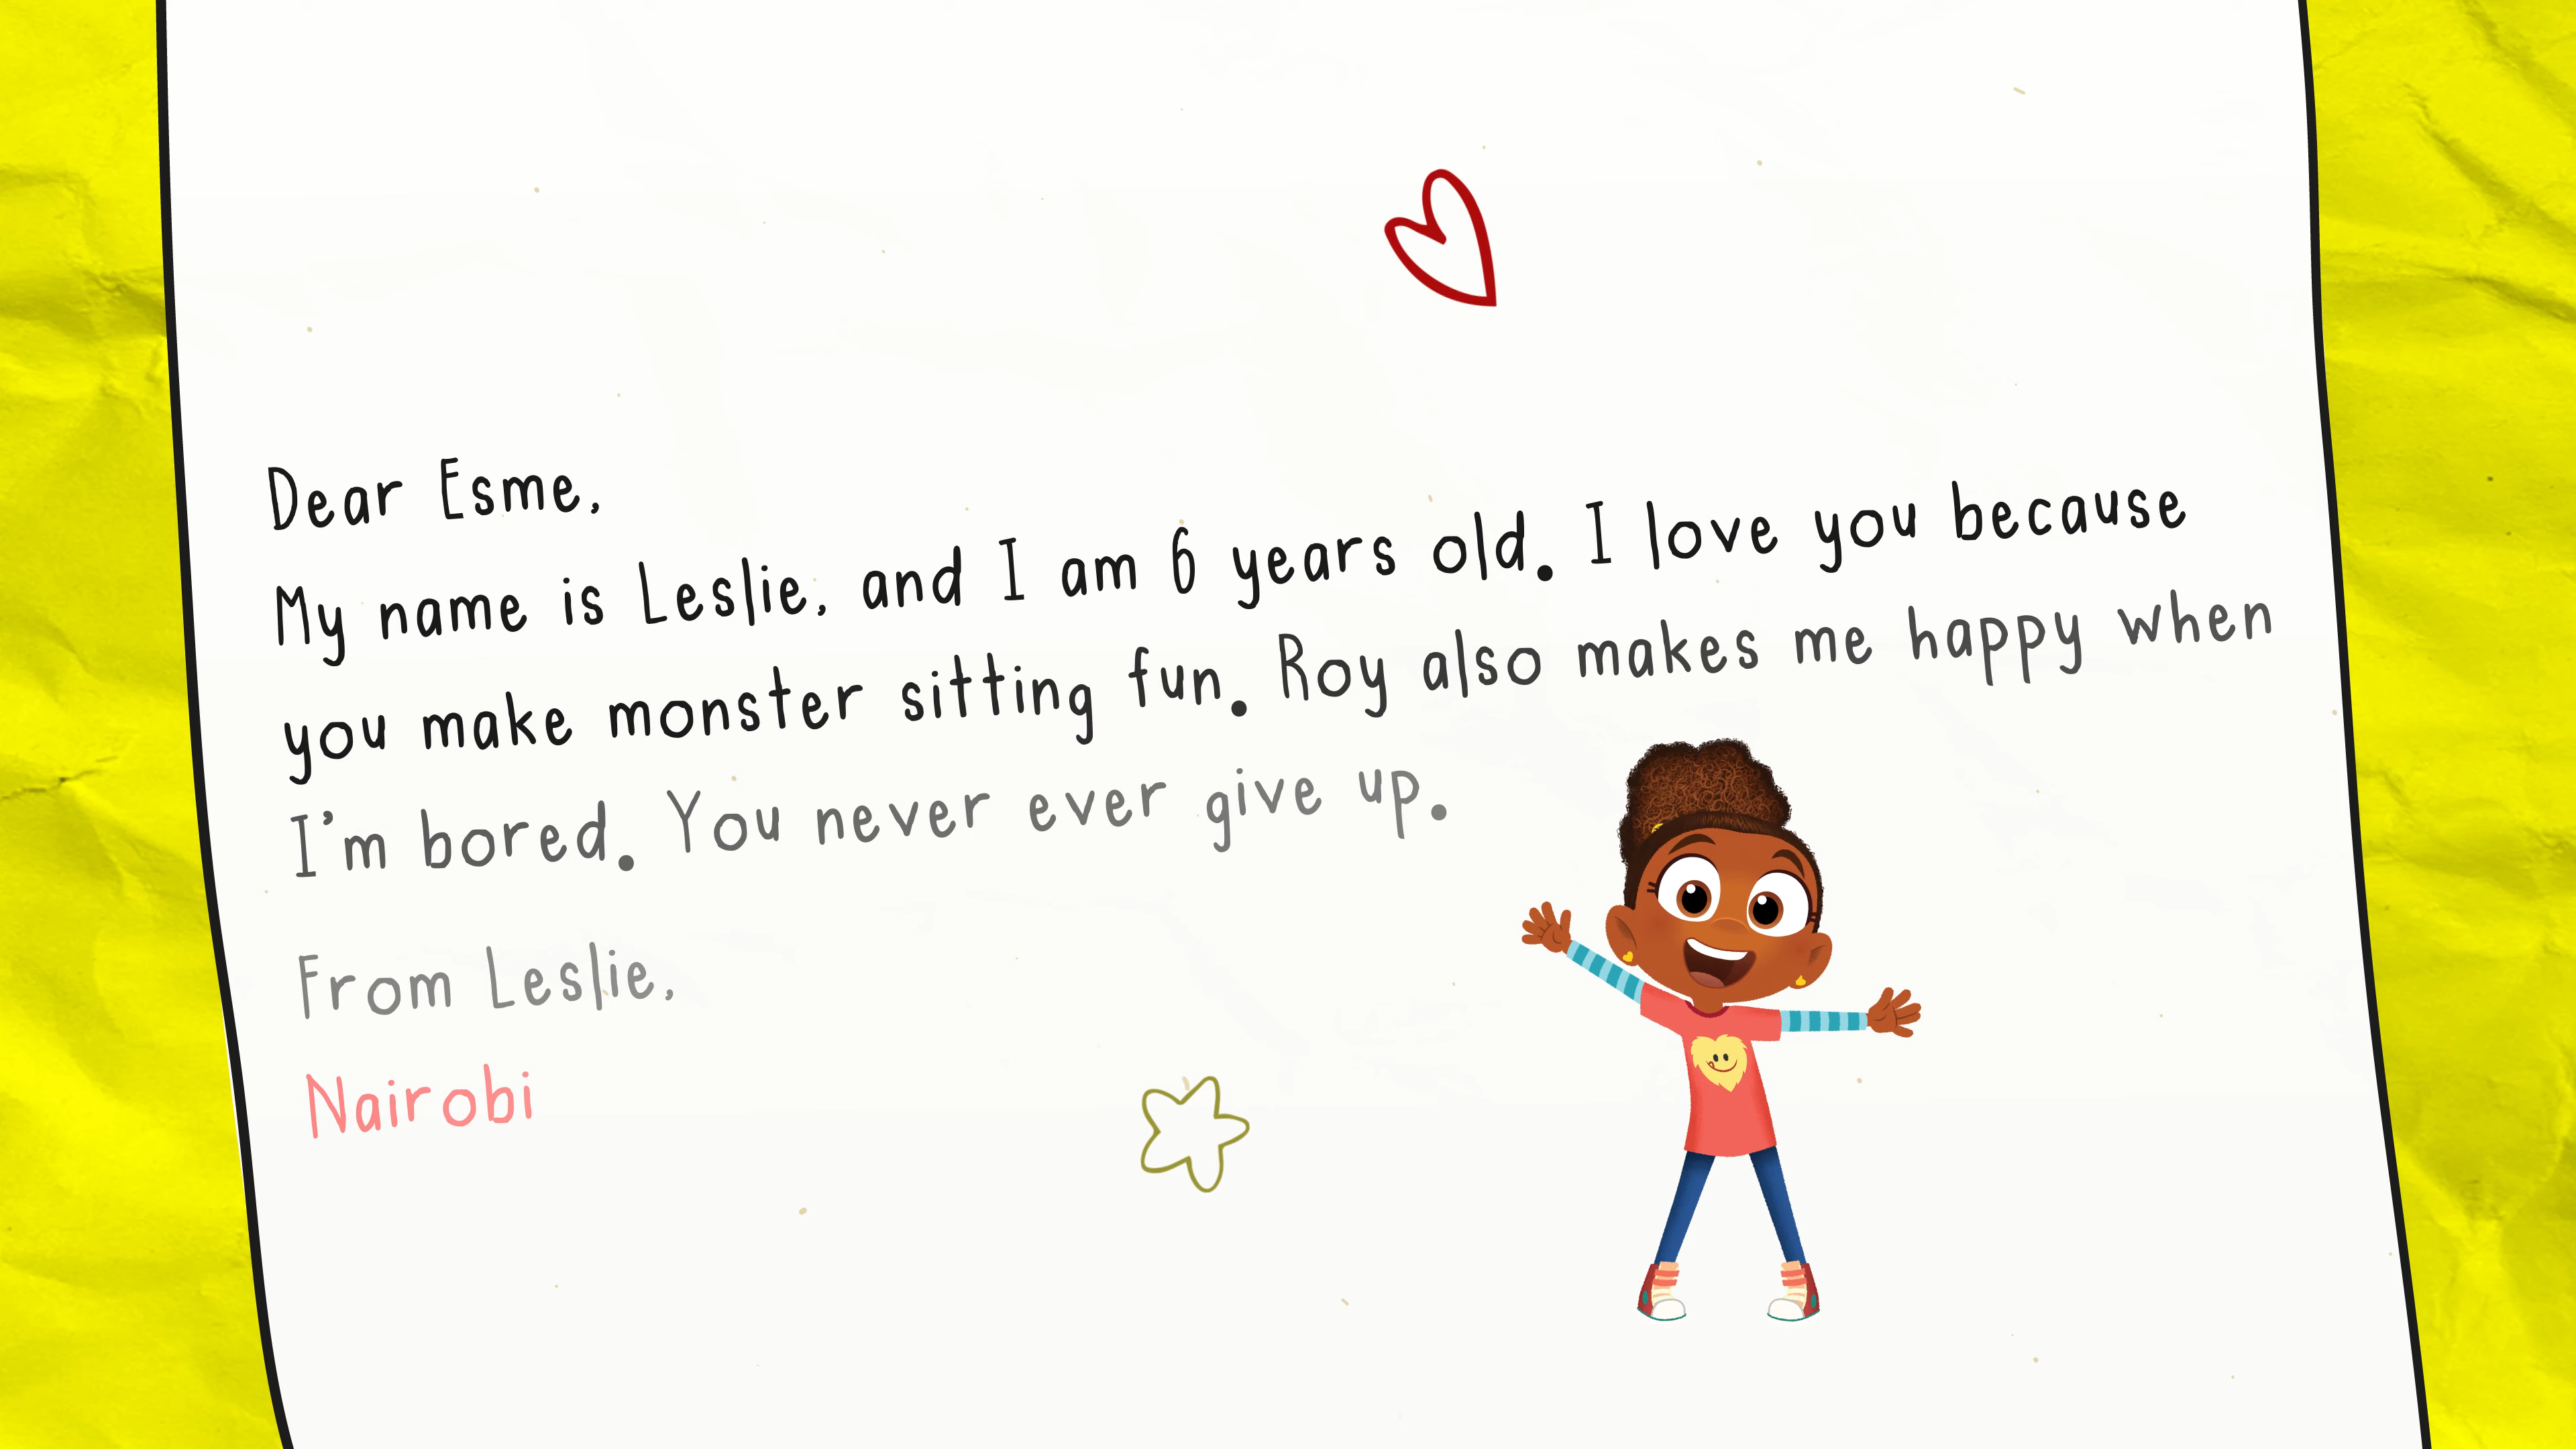 Dear Esme,
My name is Leslie, and I am 6 years old. I love you because
you make monster sitting fun. Roy also makes me happy when
I'm bored. You never ever give up.
From Leslie,
Nairobi